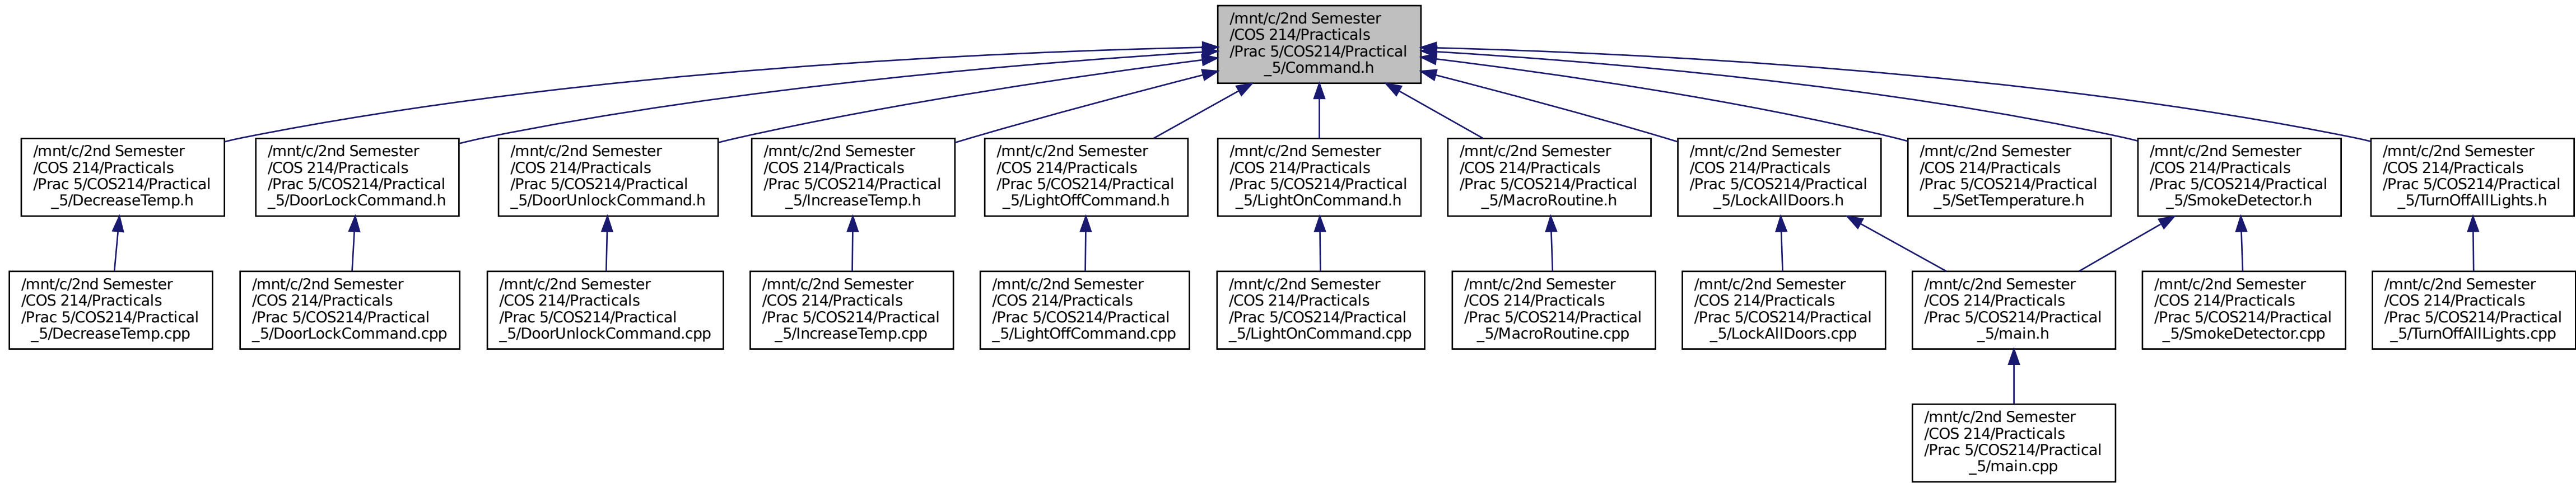 /mnt/c/2nd Semester
/COS 214/Practicals
/Prac 5/COS214/Practical
_5/Command.h
/mnt/c/2nd Semester
/COS 214/Practicals
/Prac 5/COS214/Practical
_5/DecreaseTemp.h
/mnt/c/2nd Semester
/COS 214/Practicals
/Prac 5/COS214/Practical
_5/DoorLockCommand.h
/mnt/c/2nd Semester
/COS 214/Practicals
/Prac 5/COS214/Practical
_5/DoorUnlockCommand.h
/mnt/c/2nd Semester
/COS 214/Practicals
/Prac 5/COS214/Practical
_5/IncreaseTemp.h
/mnt/c/2nd Semester
/COS 214/Practicals
/Prac 5/COS214/Practical
_5/LightOffCommand.h
/mnt/c/2nd Semester
/COS 214/Practicals
/Prac 5/COS214/Practical
_5/LightOnCommand.h
/mnt/c/2nd Semester
/COS 214/Practicals
/Prac 5/COS214/Practical
_5/MacroRoutine.h
/mnt/c/2nd Semester
/COS 214/Practicals
/Prac 5/COS214/Practical
_5/LockAllDoors.h
/mnt/c/2nd Semester
/COS 214/Practicals
/Prac 5/COS214/Practical
_5/SetTemperature.h
/mnt/c/2nd Semester
/COS 214/Practicals
/Prac 5/COS214/Practical
_5/SmokeDetector.h
/mnt/c/2nd Semester
/COS 214/Practicals
/Prac 5/COS214/Practical
_5/TurnOffAllLights.h
/mnt/c/2nd Semester
/COS 214/Practicals
/Prac 5/COS214/Practical
_5/DecreaseTemp.cpp
/mnt/c/2nd Semester
/COS 214/Practicals
/Prac 5/COS214/Practical
_5/DoorLockCommand.cpp
/mnt/c/2nd Semester
/COS 214/Practicals
/Prac 5/COS214/Practical
_5/DoorUnlockCommand.cpp
/mnt/c/2nd Semester
/COS 214/Practicals
/Prac 5/COS214/Practical
_5/IncreaseTemp.cpp
/mnt/c/2nd Semester
/COS 214/Practicals
/Prac 5/COS214/Practical
_5/LightOffCommand.cpp
/mnt/c/2nd Semester
/COS 214/Practicals
/Prac 5/COS214/Practical
_5/LightOnCommand.cpp
/mnt/c/2nd Semester
/COS 214/Practicals
/Prac 5/COS214/Practical
_5/MacroRoutine.cpp
/mnt/c/2nd Semester
/COS 214/Practicals
/Prac 5/COS214/Practical
_5/LockAllDoors.cpp
/mnt/c/2nd Semester
/COS 214/Practicals
/Prac 5/COS214/Practical
_5/main.h
/mnt/c/2nd Semester
/COS 214/Practicals
/Prac 5/COS214/Practical
_5/SmokeDetector.cpp
/mnt/c/2nd Semester
/COS 214/Practicals
/Prac 5/COS214/Practical
_5/TurnOffAllLights.cpp
/mnt/c/2nd Semester
/COS 214/Practicals
/Prac 5/COS214/Practical
_5/main.cpp